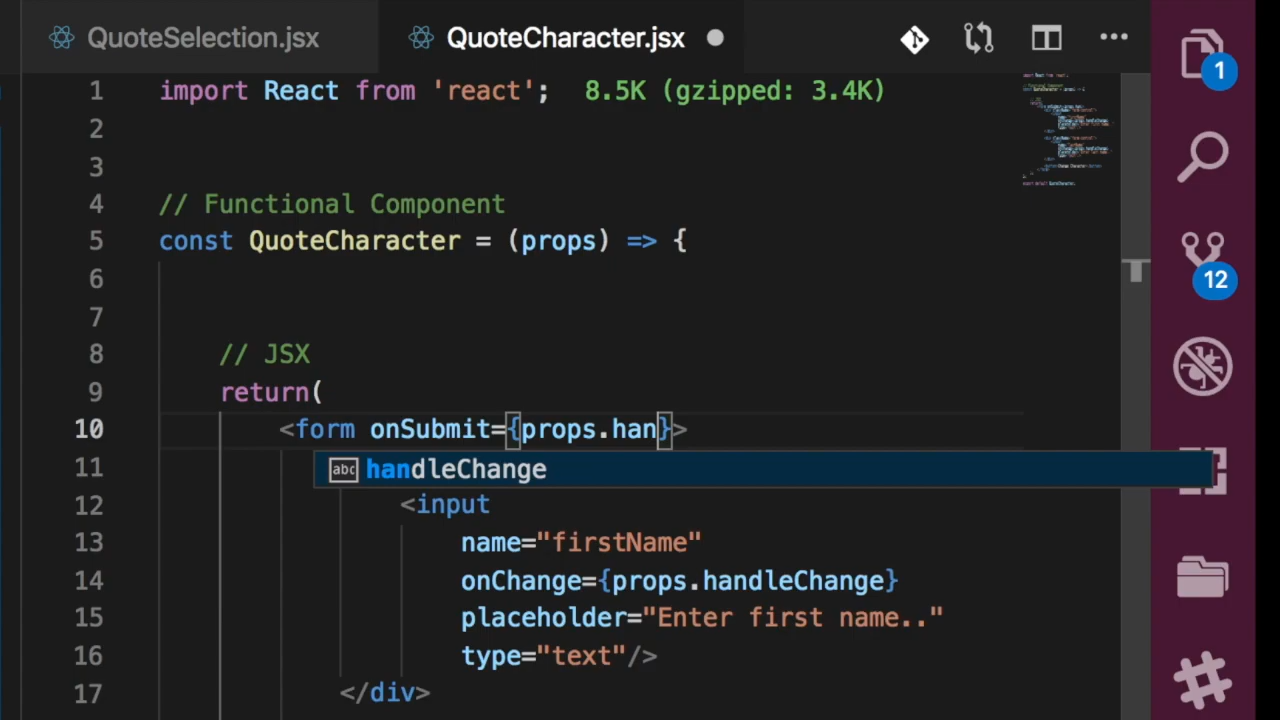 QuoteSelection.jsx QuoteCharacter.jsx
1 import React from 'react'; 8.5K (gzipped: 3.4K)
2
3
4 // Functional Component
5 const QuoteCharacter = (props) => {
6
7
8 // JSX
9 return(
10 <form onSubmit={props.han}>
11 abc handleChange
12 <input
13 name="firstName"
14 onChange={props.handleChange}
15 placeholder="Enter first name.."
16 type="text"/>
17 </div>
1
12